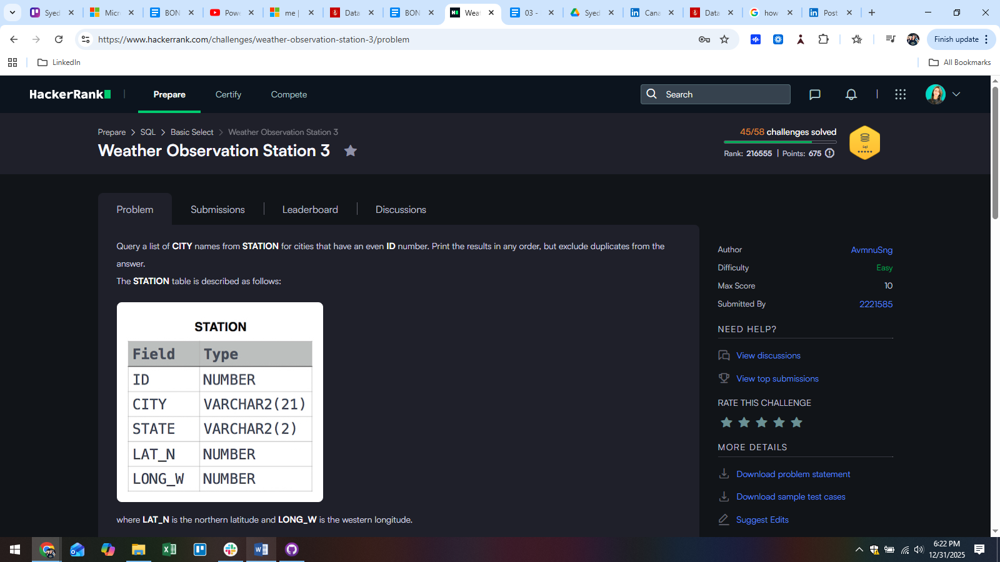 Syed
Micr
BON
Powe
me |
Data
BON
Weat
03 -
Syed
Cana
Data
how
Post
https://www.hackerrank.com/challenges/weather-observation-station-3/problem
Finish update
LinkedIn
All Bookmarks
HackerRank
Prepare
Certify
Compete
Search
Prepare > SQL > Basic Select > Weather Observation Station 3
Weather Observation Station 3
45/58 challenges solved
Rank: 216555 | Points: 675
sql
Problem
Submissions
Leaderboard
Discussions
Query a list of CITY names from STATION for cities that have an even ID number. Print the results in any order, but exclude duplicates from the
answer.
The STATION table is described as follows:
STATION
Field Type
ID NUMBER
CITY VARCHAR2(21)
STATE VARCHAR2(2)
LAT_N NUMBER
LONG_W NUMBER
where LAT_N is the northern latitude and LONG_W is the western longitude.
Author AvmnuSng
Difficulty Easy
Max Score 10
Submitted By 2221585
NEED HELP?
View discussions
View top submissions
RATE THIS CHALLENGE
MORE DETAILS
Download problem statement
Download sample test cases
Suggest Edits
6:22 PM
12/31/2025